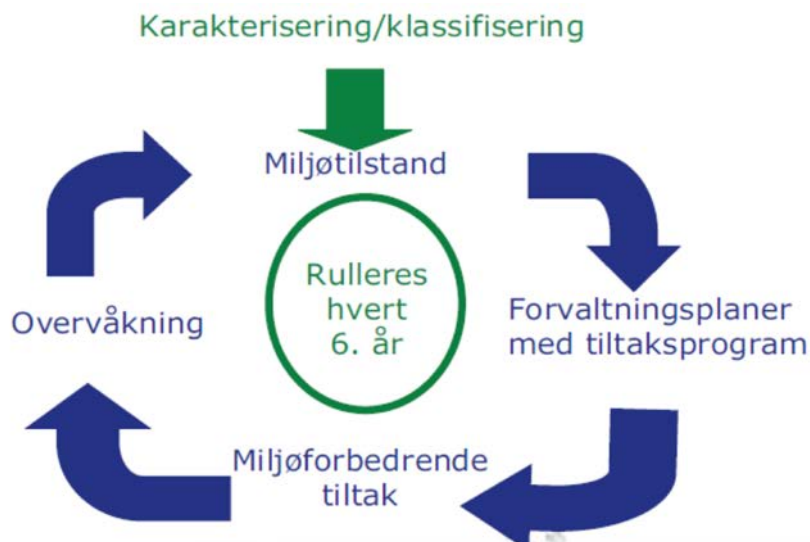 Karakterisering/klassifisering
Miljøtilstand
Rulleres
hvert
6. år
Overvåkning
Forvaltningsplaner
med tiltaksprogram
Miljøforbedrende
tiltak